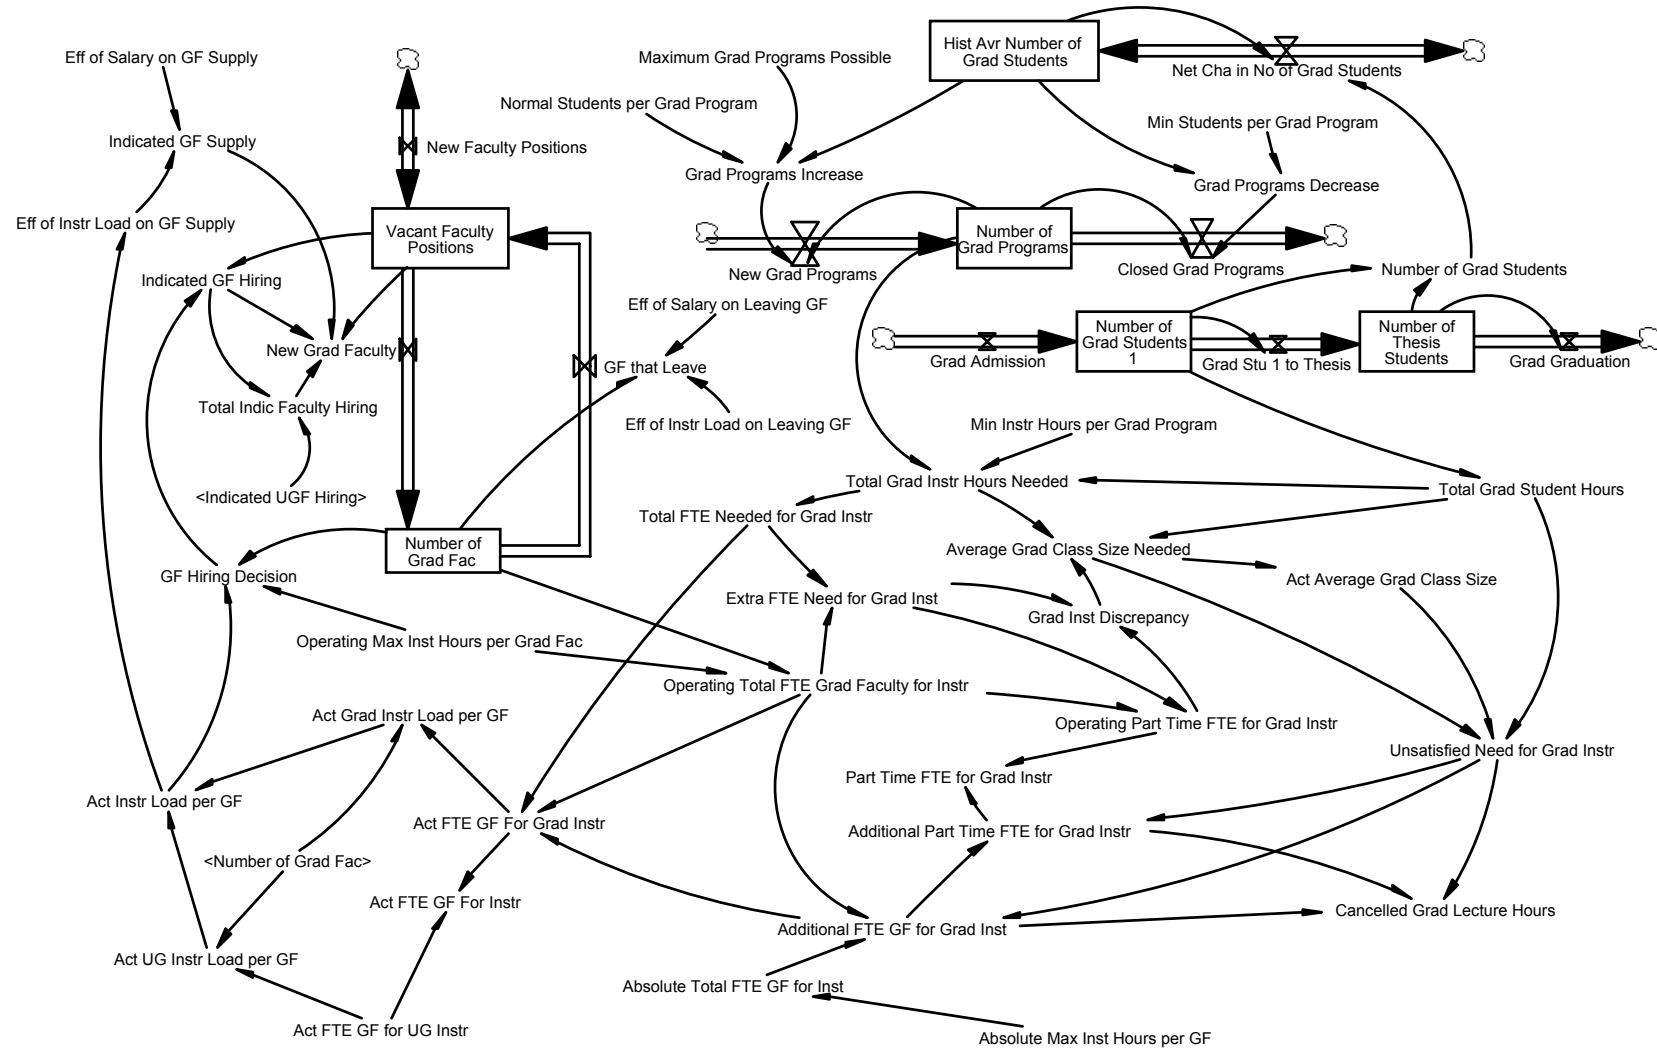 Hist Avr Number of
Grad Students
Eff of Salary on GF Supply
Maximum Grad Programs Possible
Net Cha in No of Grad Students
Normal Students per Grad Program
Min Students per Grad Program
Indicated GF Supply
New Faculty Positions
Grad Programs Increase
Grad Programs Decrease
Eff of Instr Load on GF Supply
Vacant Faculty
Positions
Number of
Grad Programs
New Grad Programs
Closed Grad Programs
Number of Grad Students
Indicated GF Hiring
Eff of Salary on Leaving GF
Number of
Grad Students
1
Number of
Thesis
Students
New Grad Faculty
GF that Leave
Grad Admission
Grad Stu 1 to Thesis
Grad Graduation
Total Indic Faculty Hiring
Eff of Instr Load on Leaving GF
Min Instr Hours per Grad Program
<Indicated UGF Hiring>
Total Grad Instr Hours Needed
Total Grad Student Hours
Total FTE Needed for Grad Instr
Number of
Grad Fac
Average Grad Class Size Needed
GF Hiring Decision
Act Average Grad Class Size
Extra FTE Need for Grad Inst
Grad Inst Discrepancy
Operating Max Inst Hours per Grad Fac
Operating Total FTE Grad Faculty for Instr
Act Grad Instr Load per GF
Operating Part Time FTE for Grad Instr
Unsatisfied Need for Grad Instr
Part Time FTE for Grad Instr
Act Instr Load per GF
Act FTE GF For Grad Instr
Additional Part Time FTE for Grad Instr
<Number of Grad Fac>
Act FTE GF For Instr
Cancelled Grad Lecture Hours
Additional FTE GF for Grad Inst
Act UG Instr Load per GF
Absolute Total FTE GF for Inst
Act FTE GF for UG Instr
Absolute Max Inst Hours per GF